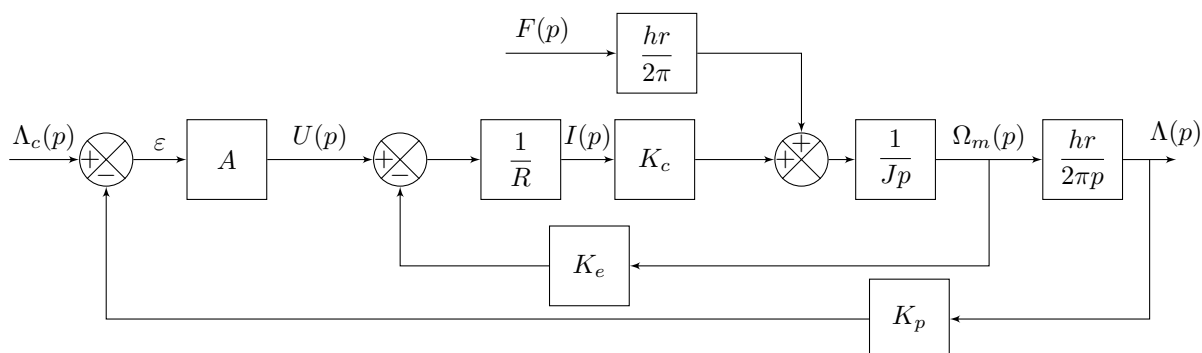 F(p)
hr
2π
Λc(p)
+
−
ε
A
U(p)
+
−
1
R
I(p)
Kc
+
+
1
Jp
Ωm(p)
hr
2πp
Λ(p)
Ke
Kp